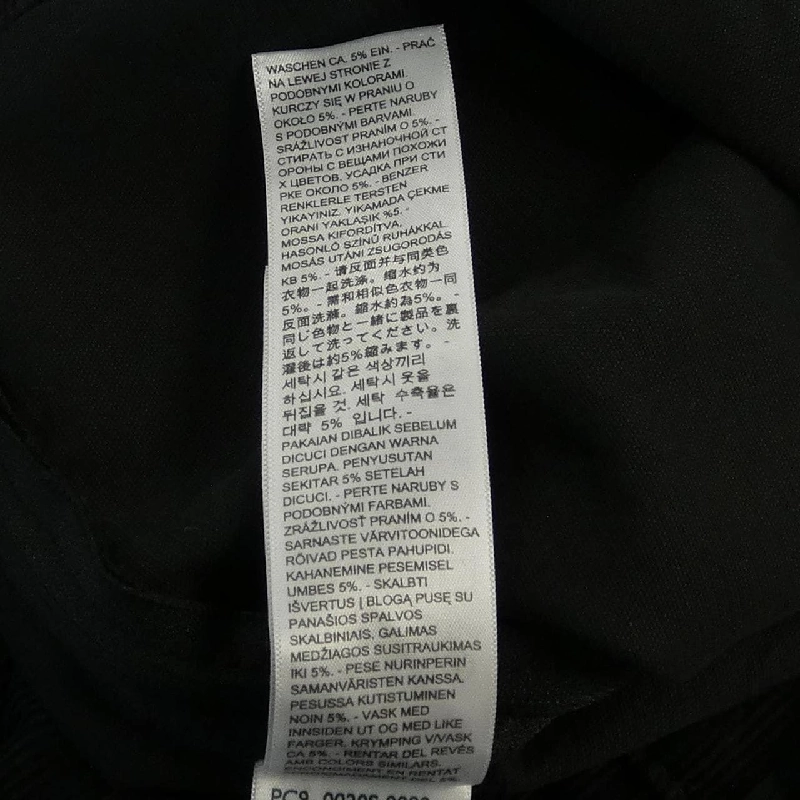 WASCHEN CA. 5% EIN. - PRAĆ
NA LEWEJ STRONIE Z
PODOBNYMI KOLORAMI.
KURCZY SIĘ W PRANIU O
OKOŁO 5%. - PERTE NARUBY
S PODOBNÝMI BARVAMI.
SRÁŽLIVOST PRANÍM O 5%. -
СТИРАТЬ С ИЗНАНОЧНОЙ СТ
ОРОНЫ С ВЕЩАМИ ПОХОЖИ
Х ЦВЕТОВ. УСАДКА ПРИ СТИ
РКЕ ОКОЛО 5%. - BENZER
RENKLERLE TERSTEN
YIKAYINIZ. YIKAMADA ÇEKME
ORANI YAKLAŞIK %5. -
MOSSA KIFORDÍTVA,
HASONLÓ SZÍNŰ RUHÁKKAL.
MOSÁS UTÁNI ZSUGORODÁS
KB 5%. - 请反面并与同类色
衣物一起洗涤。缩水约为
5%。- 需和相似色衣物一同
反面洗滌。縮水約為5%。-
同じ色物と一緒に製品を裏
返して洗ってください。洗
濯後は約5%縮みます。-
세탁시 같은 색상끼리
하십시요. 세탁시 옷을
뒤집을 것. 세탁 수축율은
대략 5% 입니다. -
PAKAIAN DIBALIK SEBELUM
DICUCI DENGAN WARNA
SERUPA. PENYUSUTAN
SEKITAR 5% SETELAH
DICUCI. - PERTE NARUBY S
PODOBNÝMI FARBAMI.
ZRÁŽLIVOSŤ PRANÍM O 5%. -
SARNASTE VÄRVITOONIDEGA
RÕIVAD PESTA PAHUPIDI.
KAHANEMINE PESEMISEL
UMBES 5%. - SKALBTI
IŠVERTUS Į BLOGĄ PUSĘ SU
PANAŠIOS SPALVOS
SKALBINIAIS, GALIMAS
MEDŽIAGOS SUSITRAUKIMAS
IKI 5%. - PESE NURINPERIN
SAMANVÄRISTEN KANSSA.
PESUSSA KUTISTUMINEN
NOIN 5%. - VASK MED
INNSIDEN UT OG MED LIKE
FARGER, KRYMPING V/VASK
CA 5%. - RENTAR DEL REVÉS
AMB COLORS SIMILARS.
ENCONGIMENT EN RENTAT